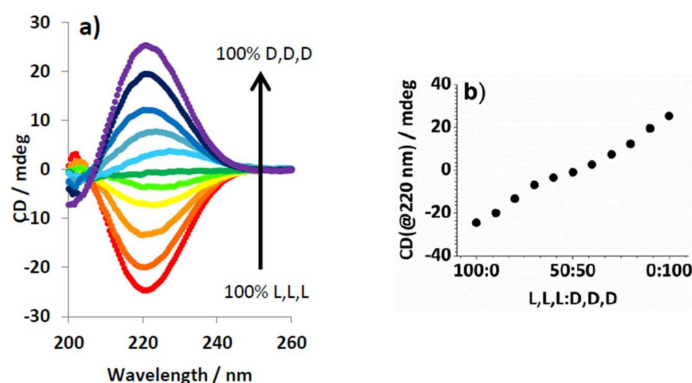 a)
100% D,D,D
100% L,L,L
30
20
10
0
-10
-20
-30
CD / mdeg
200 220 240 260
Wavelength / nm
b)
40
20
0
-20
-40
CD(@220 nm) / mdeg
100:0 50:50 0:100
L,L,L:D,D,D